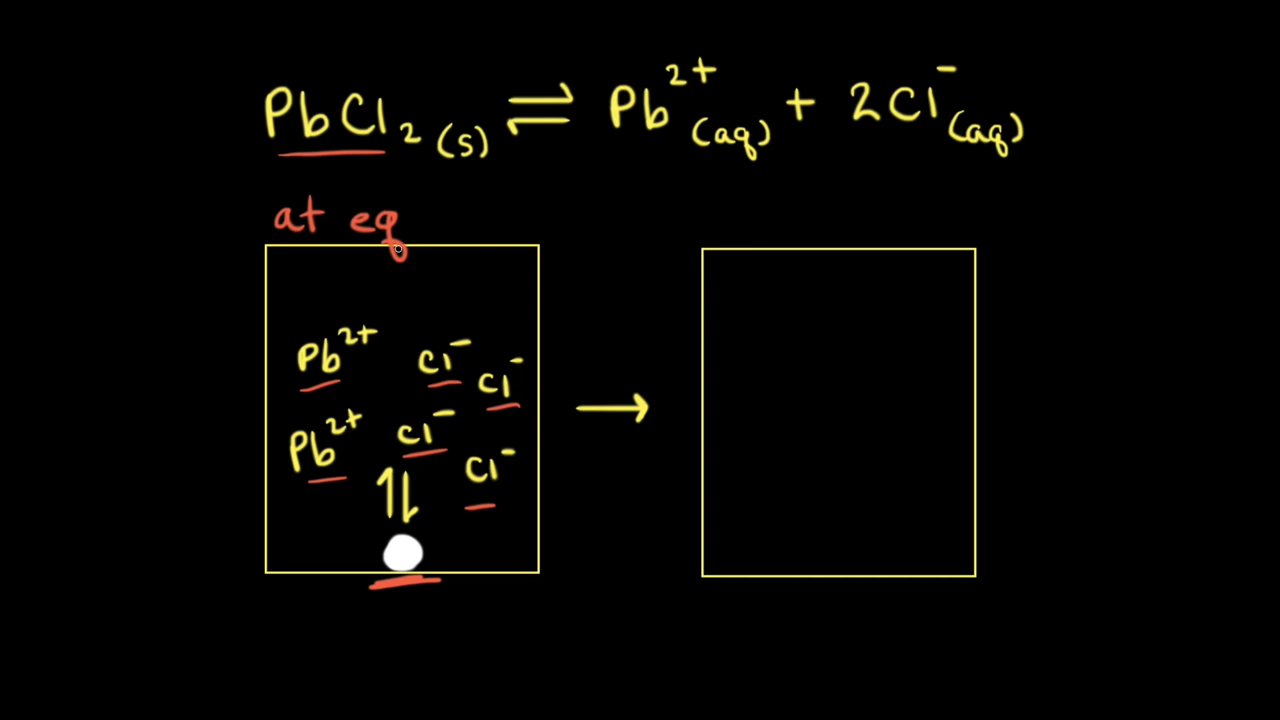 PbCl₂(s) ⇌ Pb²⁺(aq) + 2Cl⁻(aq)
at eq
Pb²⁺ Cl⁻ Cl⁻
Pb²⁺ Cl⁻ Cl⁻
⇌
→